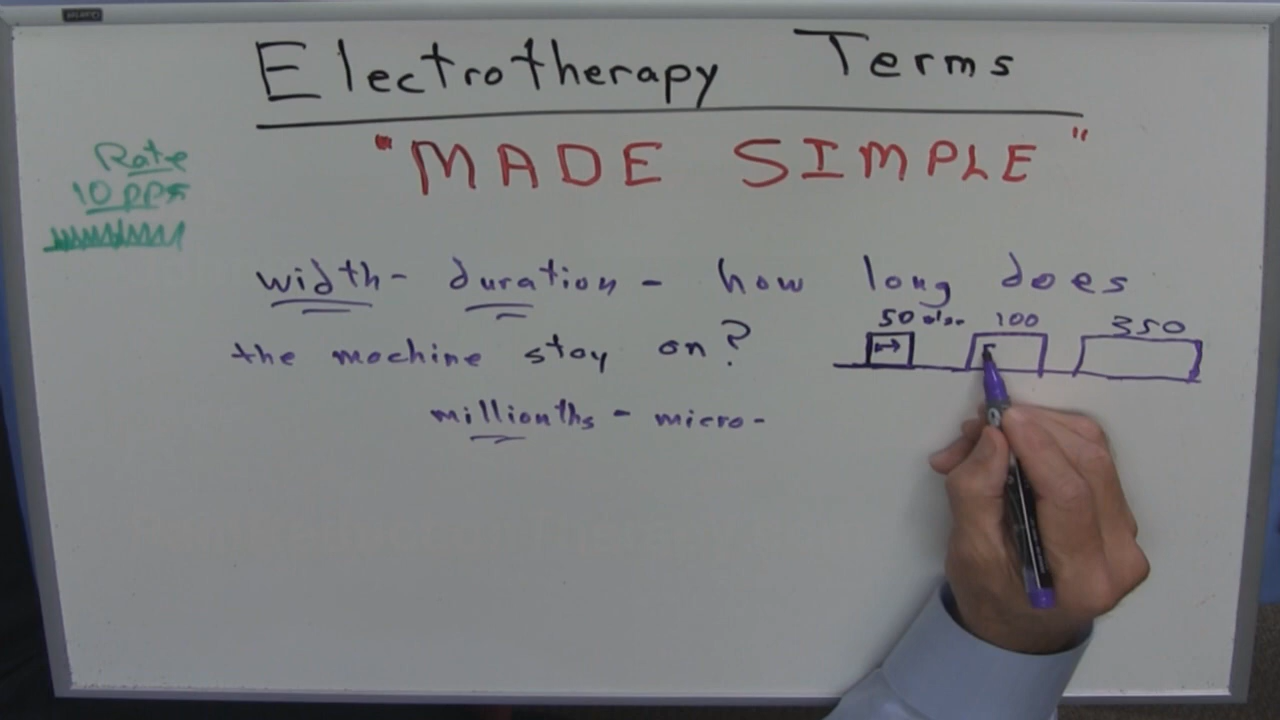 Electrotherapy Terms
"MADE SIMPLE"
Rate
10 pps
width - duration - how long does
the machine stay on?
50 100 350
millionths - micro -